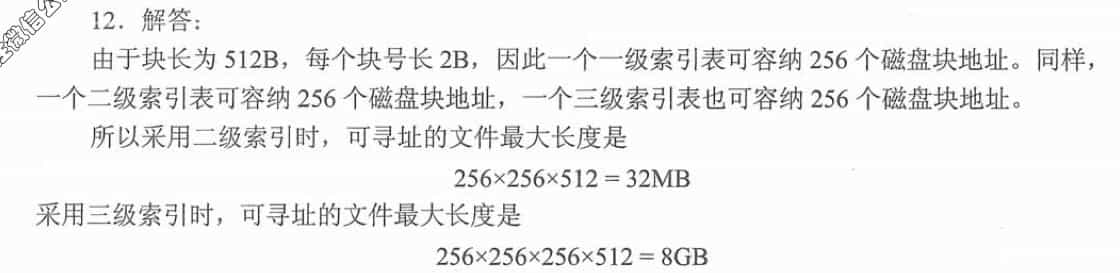 12．解答：
由于块长为 512B，每个块号长 2B，因此一个一级索引表可容纳 256 个磁盘块地址。同样，
一个二级索引表可容纳 256 个磁盘块地址，一个三级索引表也可容纳 256 个磁盘块地址。
所以采用二级索引时，可寻址的文件最大长度是
256×256×512 = 32MB
采用三级索引时，可寻址的文件最大长度是
256×256×256×512 = 8GB